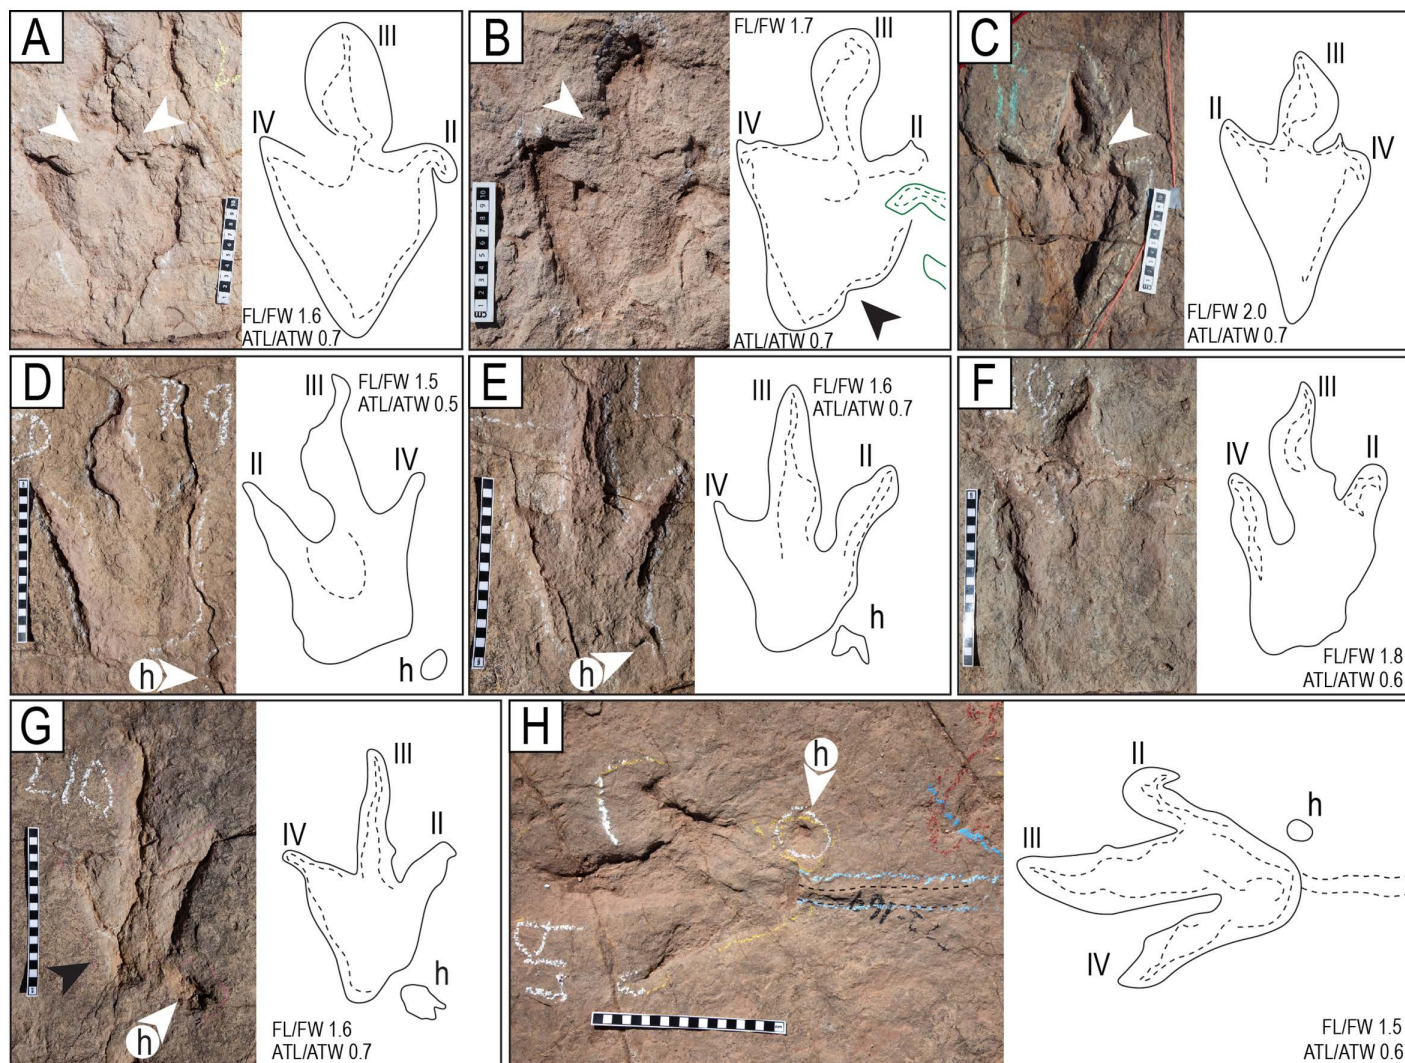 A
III
IV
II
FL/FW 1.6
ATL/ATW 0.7
B
FL/FW 1.7
III
IV
II
ATL/ATW 0.7
C
III
II
IV
FL/FW 2.0
ATL/ATW 0.7
D
III
FL/FW 1.5
ATL/ATW 0.5
II
IV
h
h
E
III
FL/FW 1.6
ATL/ATW 0.7
IV
II
h
h
F
III
IV
II
FL/FW 1.8
ATL/ATW 0.6
G
L10
III
IV
II
h
h
FL/FW 1.6
ATL/ATW 0.7
H
h
II
h
III
IV
FL/FW 1.5
ATL/ATW 0.6